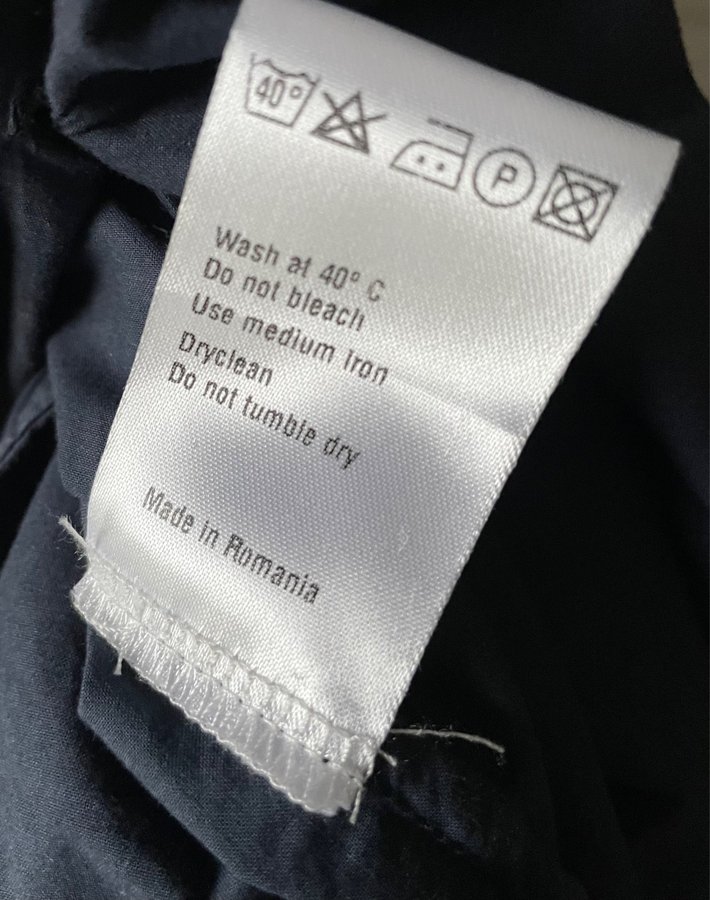 40°
P
Wash at 40° C
Do not bleach
Use medium iron
Dryclean
Do not tumble dry
Made in Romania